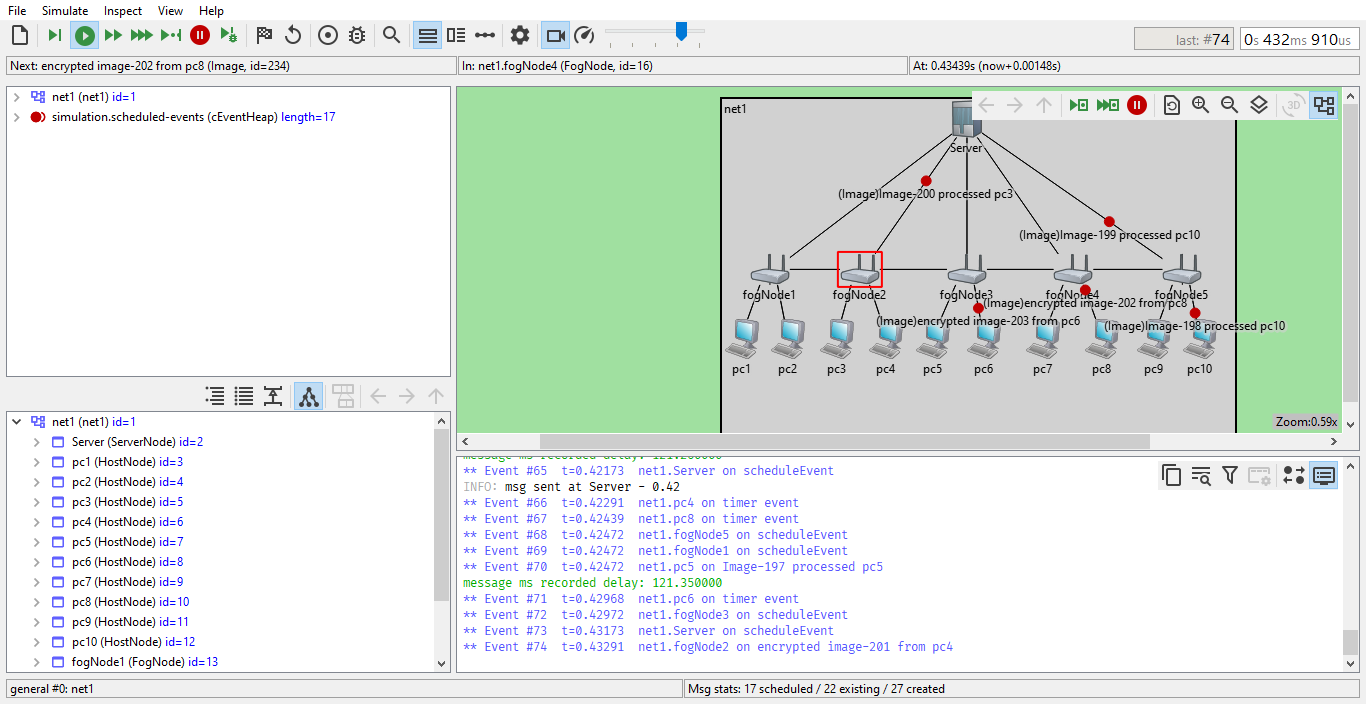 File Simulate Inspect View Help
last: #74 0s 432ms 910us
Next: encrypted image-202 from pc8 (Image, id=234) In: net1.fogNode4 (FogNode, id=16) At: 0.43439s (now+0.00148s)
net1 (net1) id=1
simulation.scheduled-events (cEventHeap) length=17
net1
3D
Server
(Image)Image-200 processed pc3
(Image)Image-199 processed pc10
fogNode1 fogNode2 fogNode3 fogNode4 fogNode5
(Image)encrypted image-202 from pc8
(Image)encrypted image-203 from pc6 (Image)Image-198 processed pc10
pc1 pc2 pc3 pc4 pc5 pc6 pc7 pc8 pc9 pc10
Zoom:0.59x
net1 (net1) id=1
Server (ServerNode) id=2
pc1 (HostNode) id=3
pc2 (HostNode) id=4
pc3 (HostNode) id=5
pc4 (HostNode) id=6
pc5 (HostNode) id=7
pc6 (HostNode) id=8
pc7 (HostNode) id=9
pc8 (HostNode) id=10
pc9 (HostNode) id=11
pc10 (HostNode) id=12
fogNode1 (FogNode) id=13
message ms recorded delay: 121.260000
** Event #65 t=0.42173 net1.Server on scheduleEvent
INFO: msg sent at Server - 0.42
** Event #66 t=0.42291 net1.pc4 on timer event
** Event #67 t=0.42439 net1.pc8 on timer event
** Event #68 t=0.42472 net1.fogNode5 on scheduleEvent
** Event #69 t=0.42472 net1.fogNode1 on scheduleEvent
** Event #70 t=0.42472 net1.pc5 on Image-197 processed pc5
message ms recorded delay: 121.350000
** Event #71 t=0.42968 net1.pc6 on timer event
** Event #72 t=0.42972 net1.fogNode3 on scheduleEvent
** Event #73 t=0.43173 net1.Server on scheduleEvent
** Event #74 t=0.43291 net1.fogNode2 on encrypted image-201 from pc4
general #0: net1 Msg stats: 17 scheduled / 22 existing / 27 created